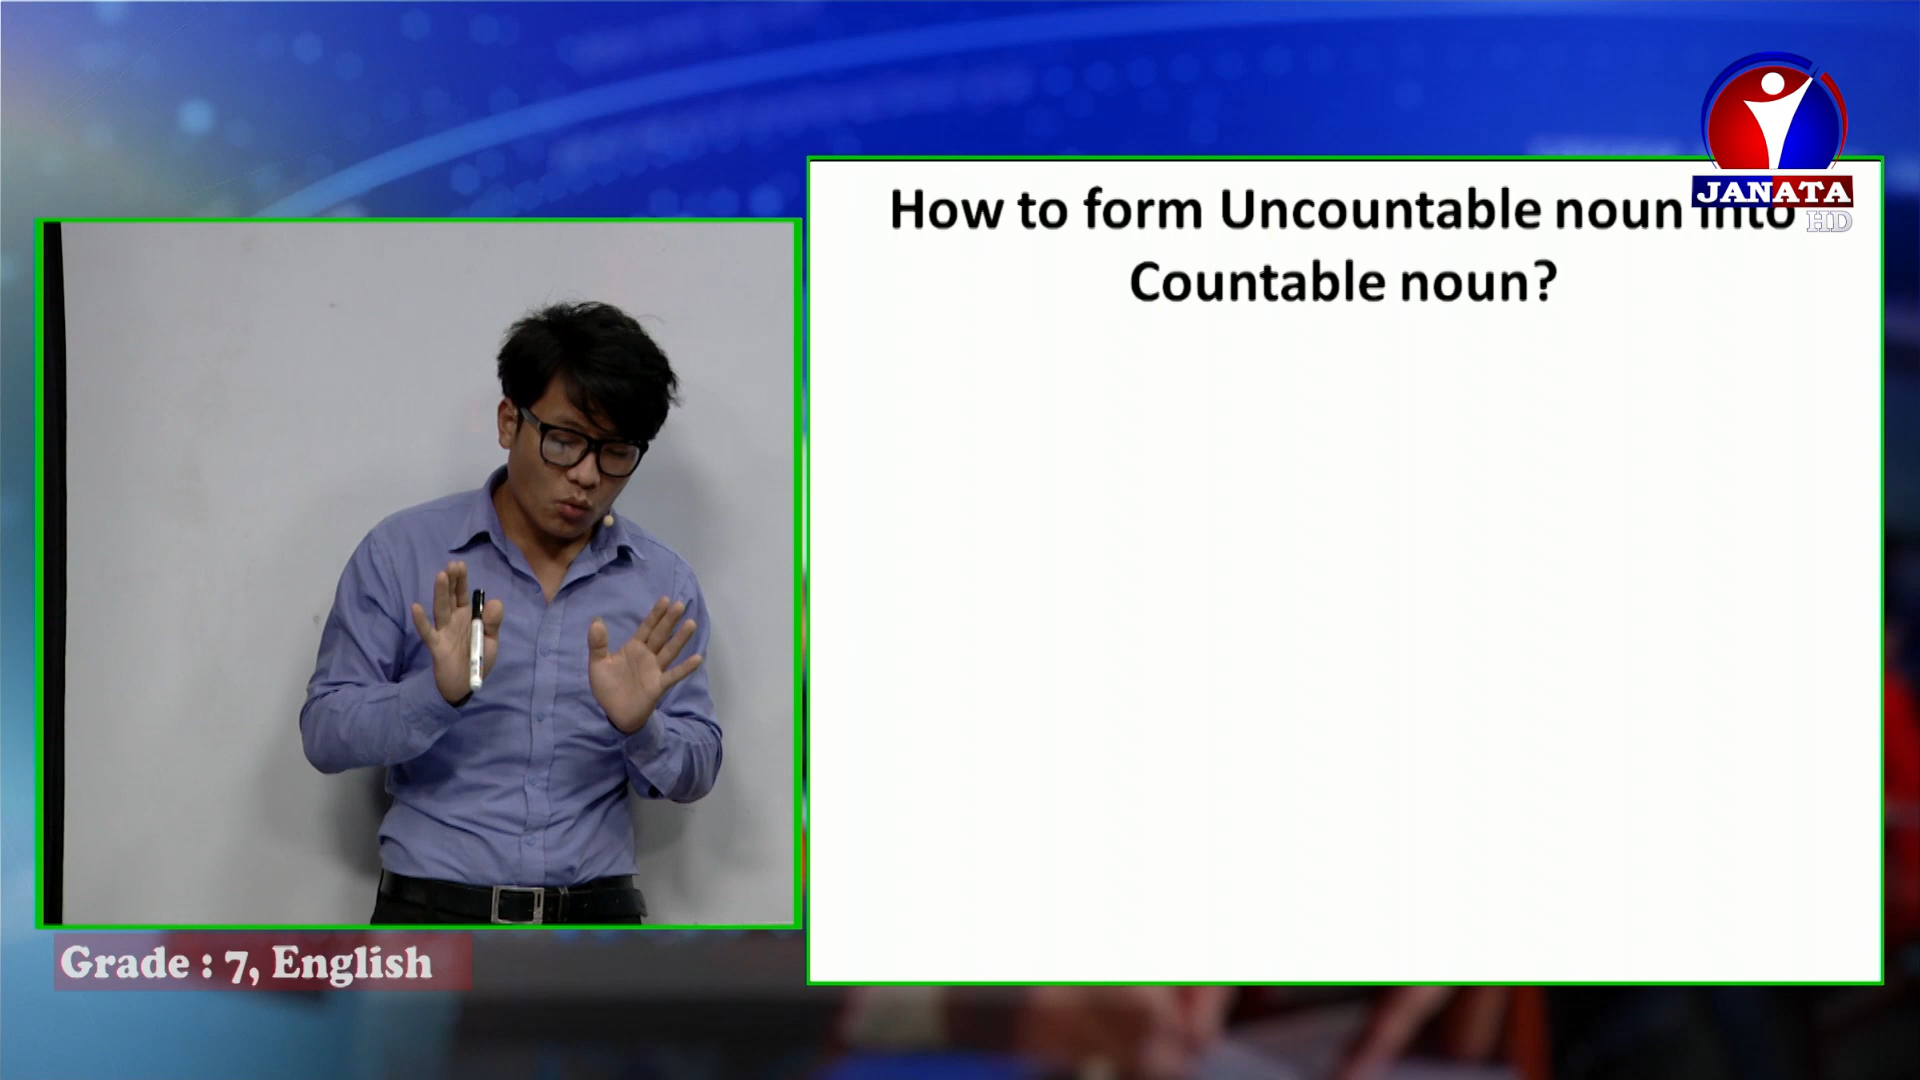 JANATA
HD
How to form Uncountable noun into
Countable noun?
Grade : 7, English